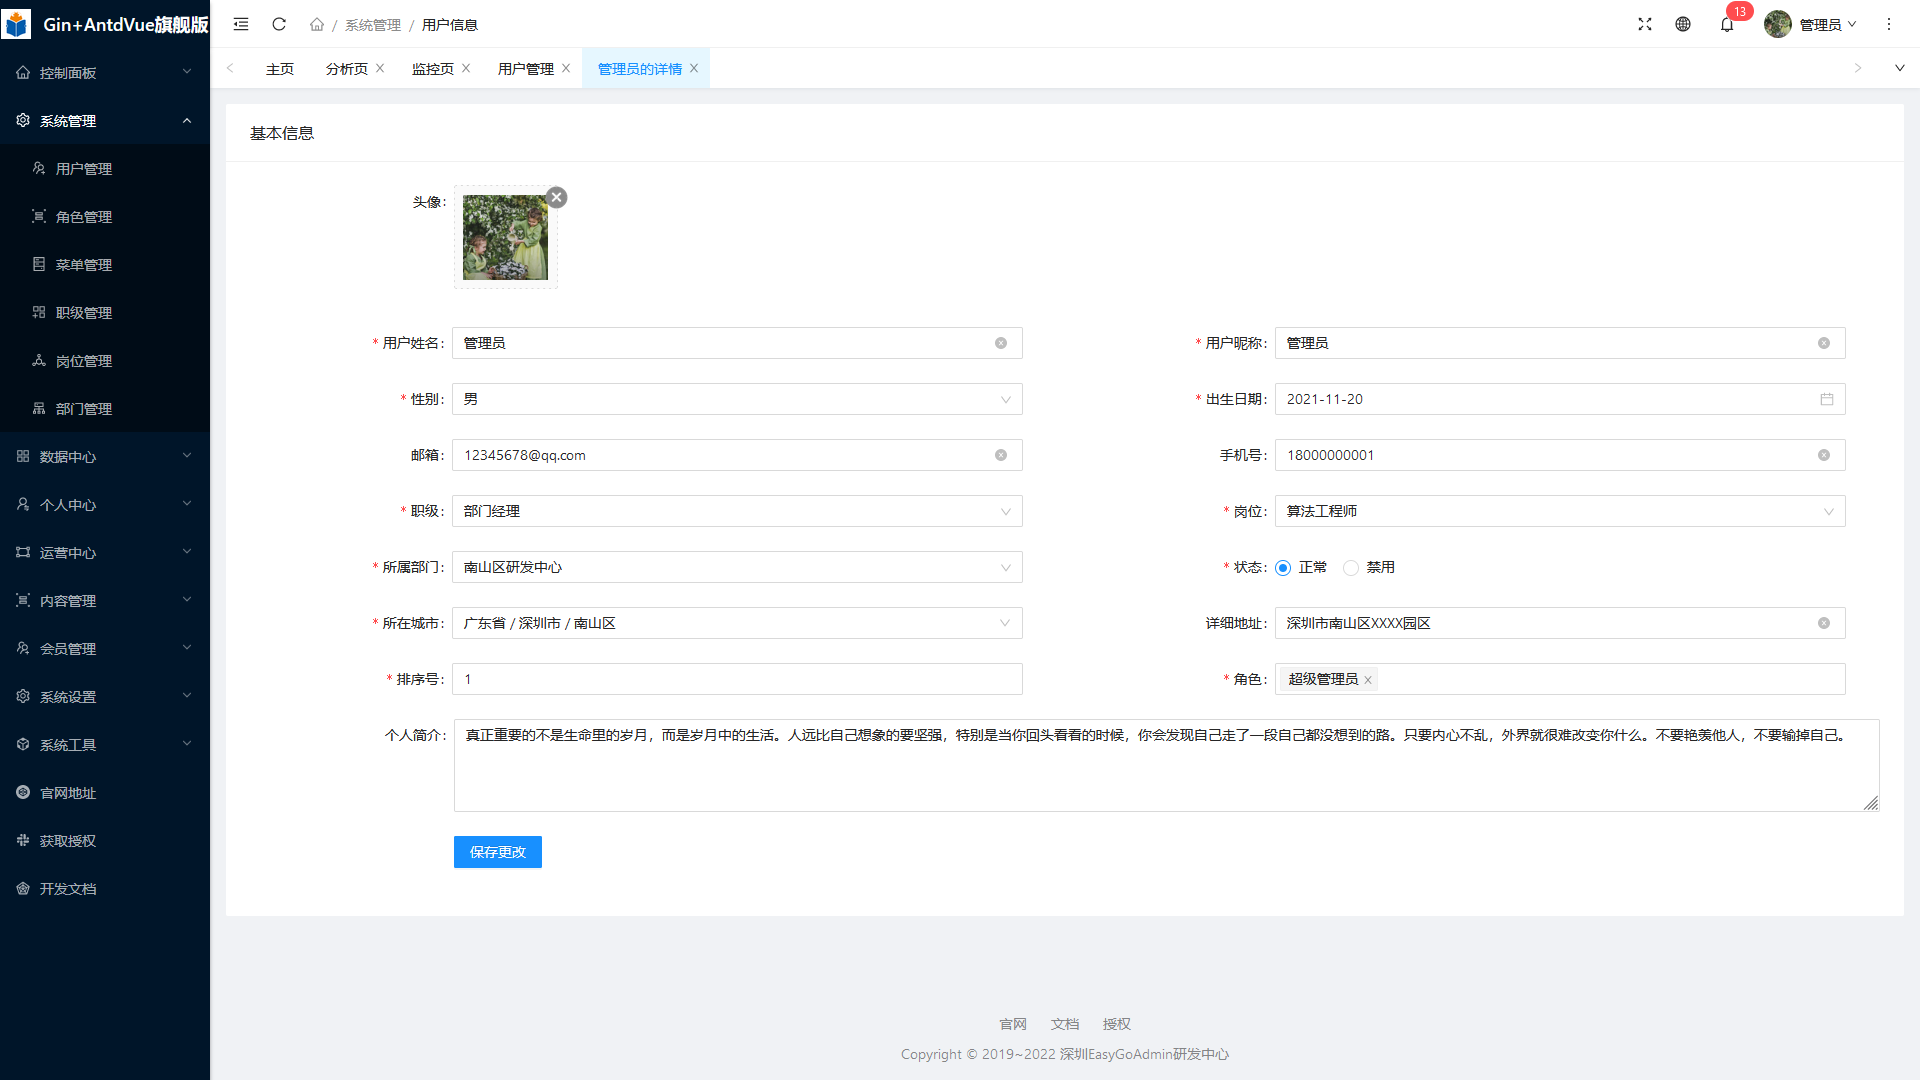 Gin+AntdVue旗舰版
控制面板
系统管理
用户管理
角色管理
菜单管理
职级管理
岗位管理
部门管理
数据中心
个人中心
运营中心
内容管理
会员管理
系统设置
系统工具
官网地址
获取授权
开发文档
/ 系统管理 / 用户信息
13
管理员
主页 分析页 监控页 用户管理 管理员的详情
基本信息
头像:
* 用户姓名: 管理员
* 用户昵称: 管理员
* 性别: 男
* 出生日期: 2021-11-20
邮箱: 12345678@qq.com
手机号: 18000000001
* 职级: 部门经理
* 岗位: 算法工程师
* 所属部门: 南山区研发中心
* 状态: 正常 禁用
* 所在城市: 广东省 / 深圳市 / 南山区
详细地址: 深圳市南山区XXXX园区
* 排序号: 1
* 角色: 超级管理员
个人简介: 真正重要的不是生命里的岁月，而是岁月中的生活。人远比自己想象的要坚强，特别是当你回头看看的时候，你会发现自己走了一段自己都没想到的路。只要内心不乱，外界就很难改变你什么。不要艳羡他人，不要输掉自己。
保存更改
官网 文档 授权
Copyright © 2019~2022 深圳EasyGoAdmin研发中心